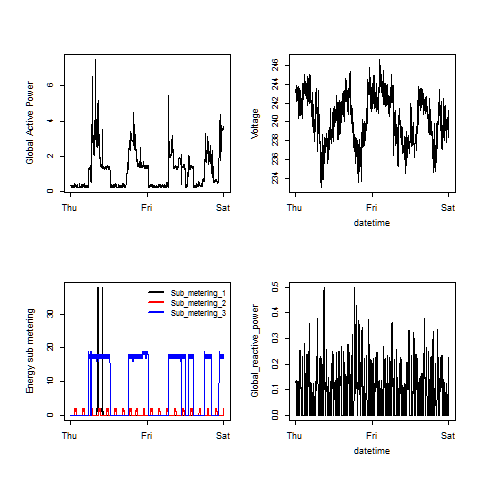 Global Active Power
0 2 4 6
Thu Fri Sat
Voltage
234 236 238 240 242 244 246
Thu Fri Sat
datetime
Energy sub metering
0 10 20 30
Sub_metering_1
Sub_metering_2
Sub_metering_3
Thu Fri Sat
Global_reactive_power
0.0 0.1 0.2 0.3 0.4 0.5
Thu Fri Sat
datetime